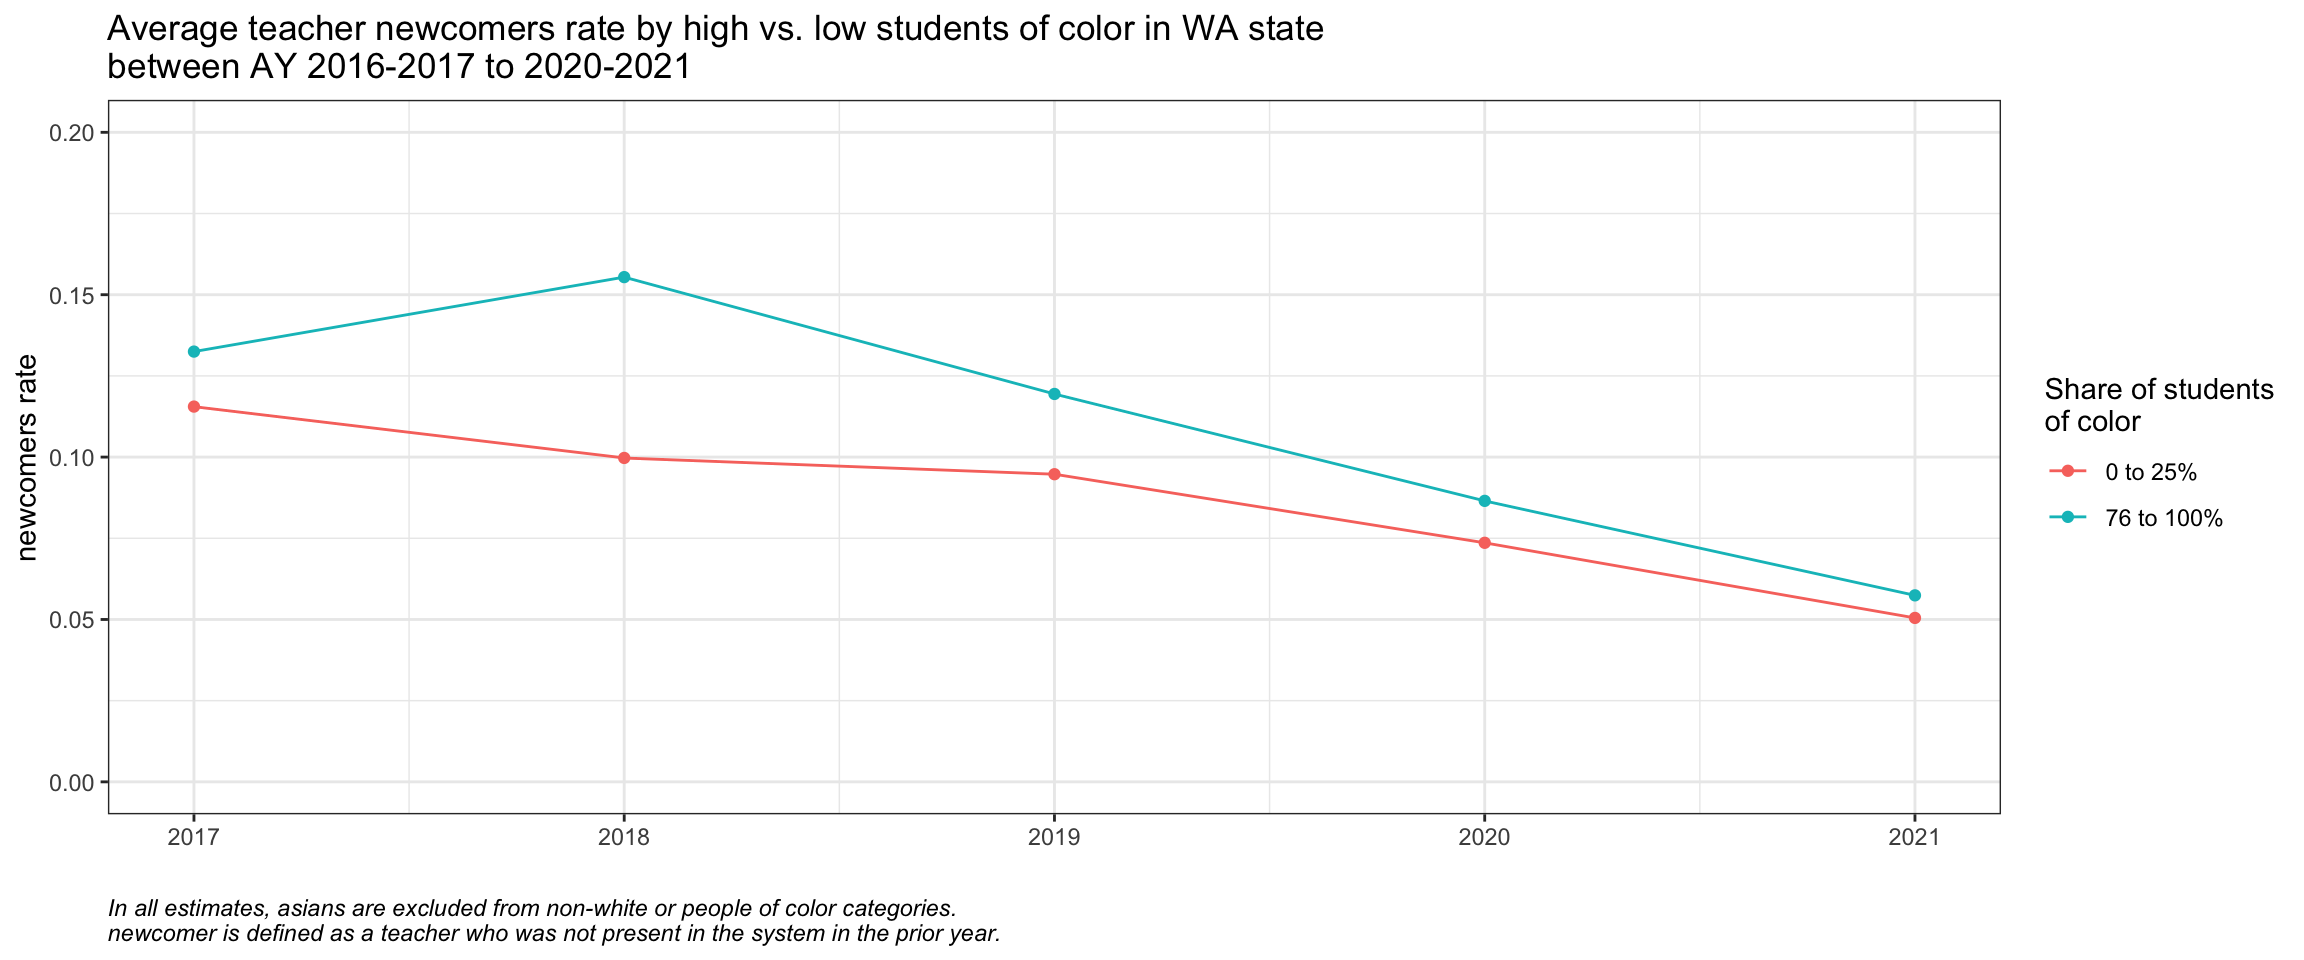 Average teacher newcomers rate by high vs. low students of color in WA state
between AY 2016-2017 to 2020-2021
0.20
0.15
0.10
0.05
0.00
newcomers rate
2017
2018
2019
2020
2021
Share of students
of color
0 to 25%
76 to 100%
In all estimates, asians are excluded from non-white or people of color categories.
newcomer is defined as a teacher who was not present in the system in the prior year.